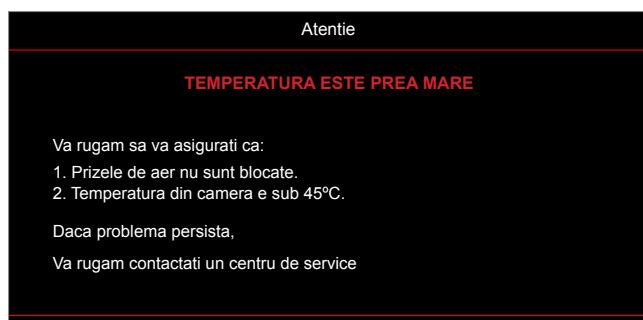 Atentie
TEMPERATURA ESTE PREA MARE
Va rugam sa va asigurati ca:
1. Prizele de aer nu sunt blocate.
2. Temperatura din camera e sub 45ºC.
Daca problema persista,
Va rugam contactati un centru de service